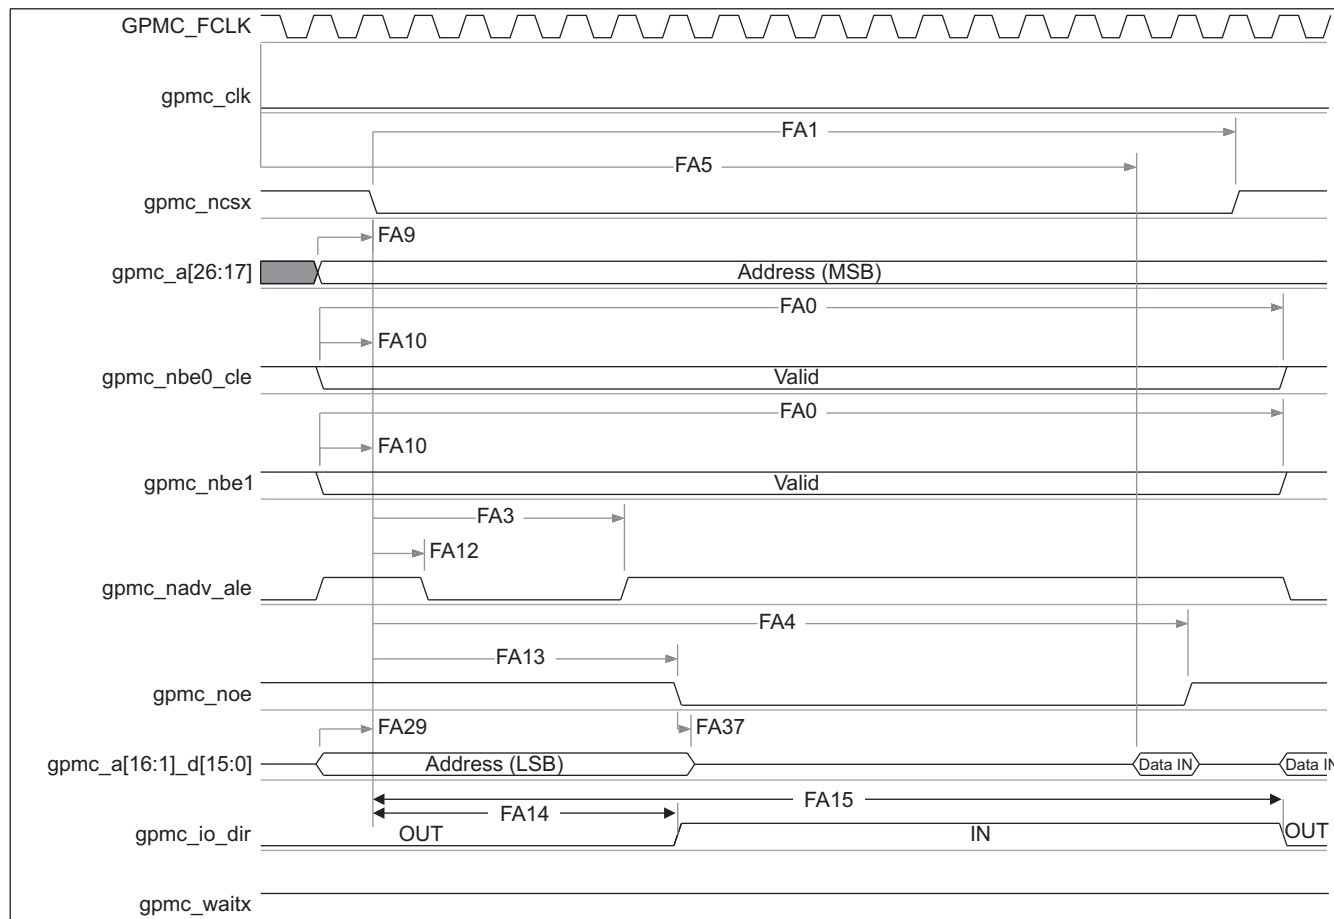 GPMC_FCLK
gpmc_clk
FA1
FA5
gpmc_ncsx
FA9
gpmc_a[26:17]
Address (MSB)
FA0
FA10
gpmc_nbe0_cle
Valid
FA0
FA10
gpmc_nbe1
Valid
FA3
FA12
gpmc_nadv_ale
FA4
FA13
gpmc_noe
FA29
FA37
gpmc_a[16:1]_d[15:0]
Address (LSB)
Data IN
Data IN
FA15
FA14
gpmc_io_dir
OUT
IN
OUT
gpmc_waitx